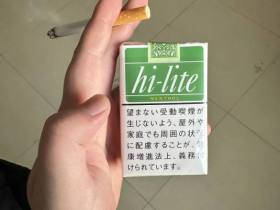 hi-lite
MENTHOL
望まない受動喫煙が
生じないよう、屋外や
家庭でも周囲の状
に配慮することが、
康増進法上、義務
けられています。